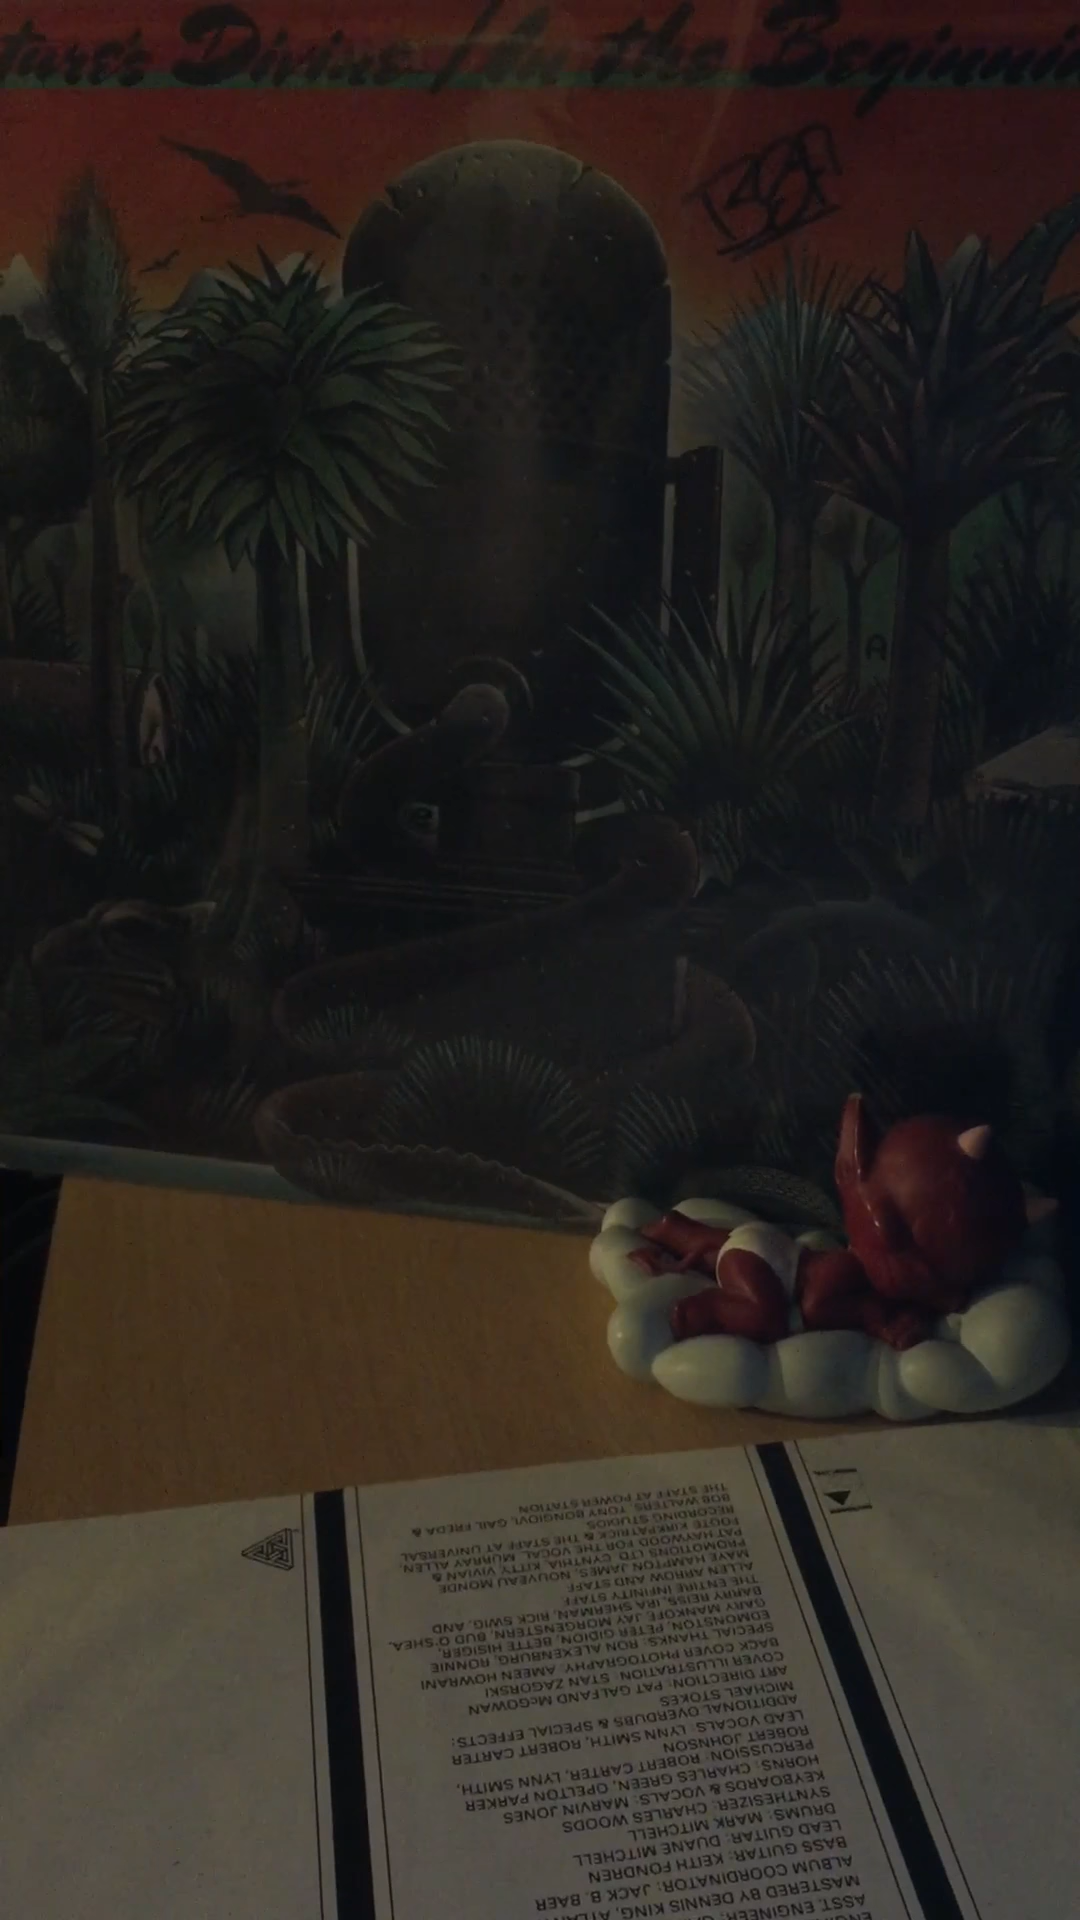 ture's Divine / In the Beginnin
ASST. ENGINEER:
MASTERED BY DENNIS KING, ATLAN
ALBUM COORDINATOR: JACK B. BAER
BASS GUITAR: KEITH FONDREN
LEAD GUITAR: DUANE MITCHELL
DRUMS: MARK MITCHELL
SYNTHESIZER: CHARLES WOODS
KEYBOARDS & VOCALS: MARVIN JONES
HORNS: CHARLES GREEN, OPELTON PARKER
PERCUSSION: ROBERT CARTER, LYNN SMITH,
ROBERT JOHNSON
LEAD VOCALS: LYNN SMITH, ROBERT CARTER
ADDITIONAL OVERDUBS & SPECIAL EFFECTS:
MICHAEL STOKES
ART DIRECTION: PAT GALFAND McGOWAN
COVER ILLUSTRATION: STAN ZAGORSKI
BACK COVER PHOTOGRAPHY: AMEEN HOWRANI
SPECIAL THANKS: RON ALEXENBURG, RONNIE
EDMONSTON, PETER GIDION, BETTE HISIGER,
GARY MANKOFF, JAY MORGENSTERN, BUD O'SHEA,
BARRY REISS, IRA SHERMAN, RICK SWIG, AND
THE ENTIRE INFINITY STAFF
ALLEN ARROW AND STAFF
MAYE HAMPTON JAMES, NOUVEAU MONDE
PROMOTIONS LTD, CYNTHIA, KITTY, VIVIAN &
PAT HAYWOOD FOR THE VOCAL, MURRAY ALLEN,
FOOTE KIRKPATRICK & THE STAFF AT UNIVERSAL
RECORDING STUDIOS
BOB WALTERS, TONY BONGIOVI, GAIL FREDA &
THE STAFF AT POWER STATION